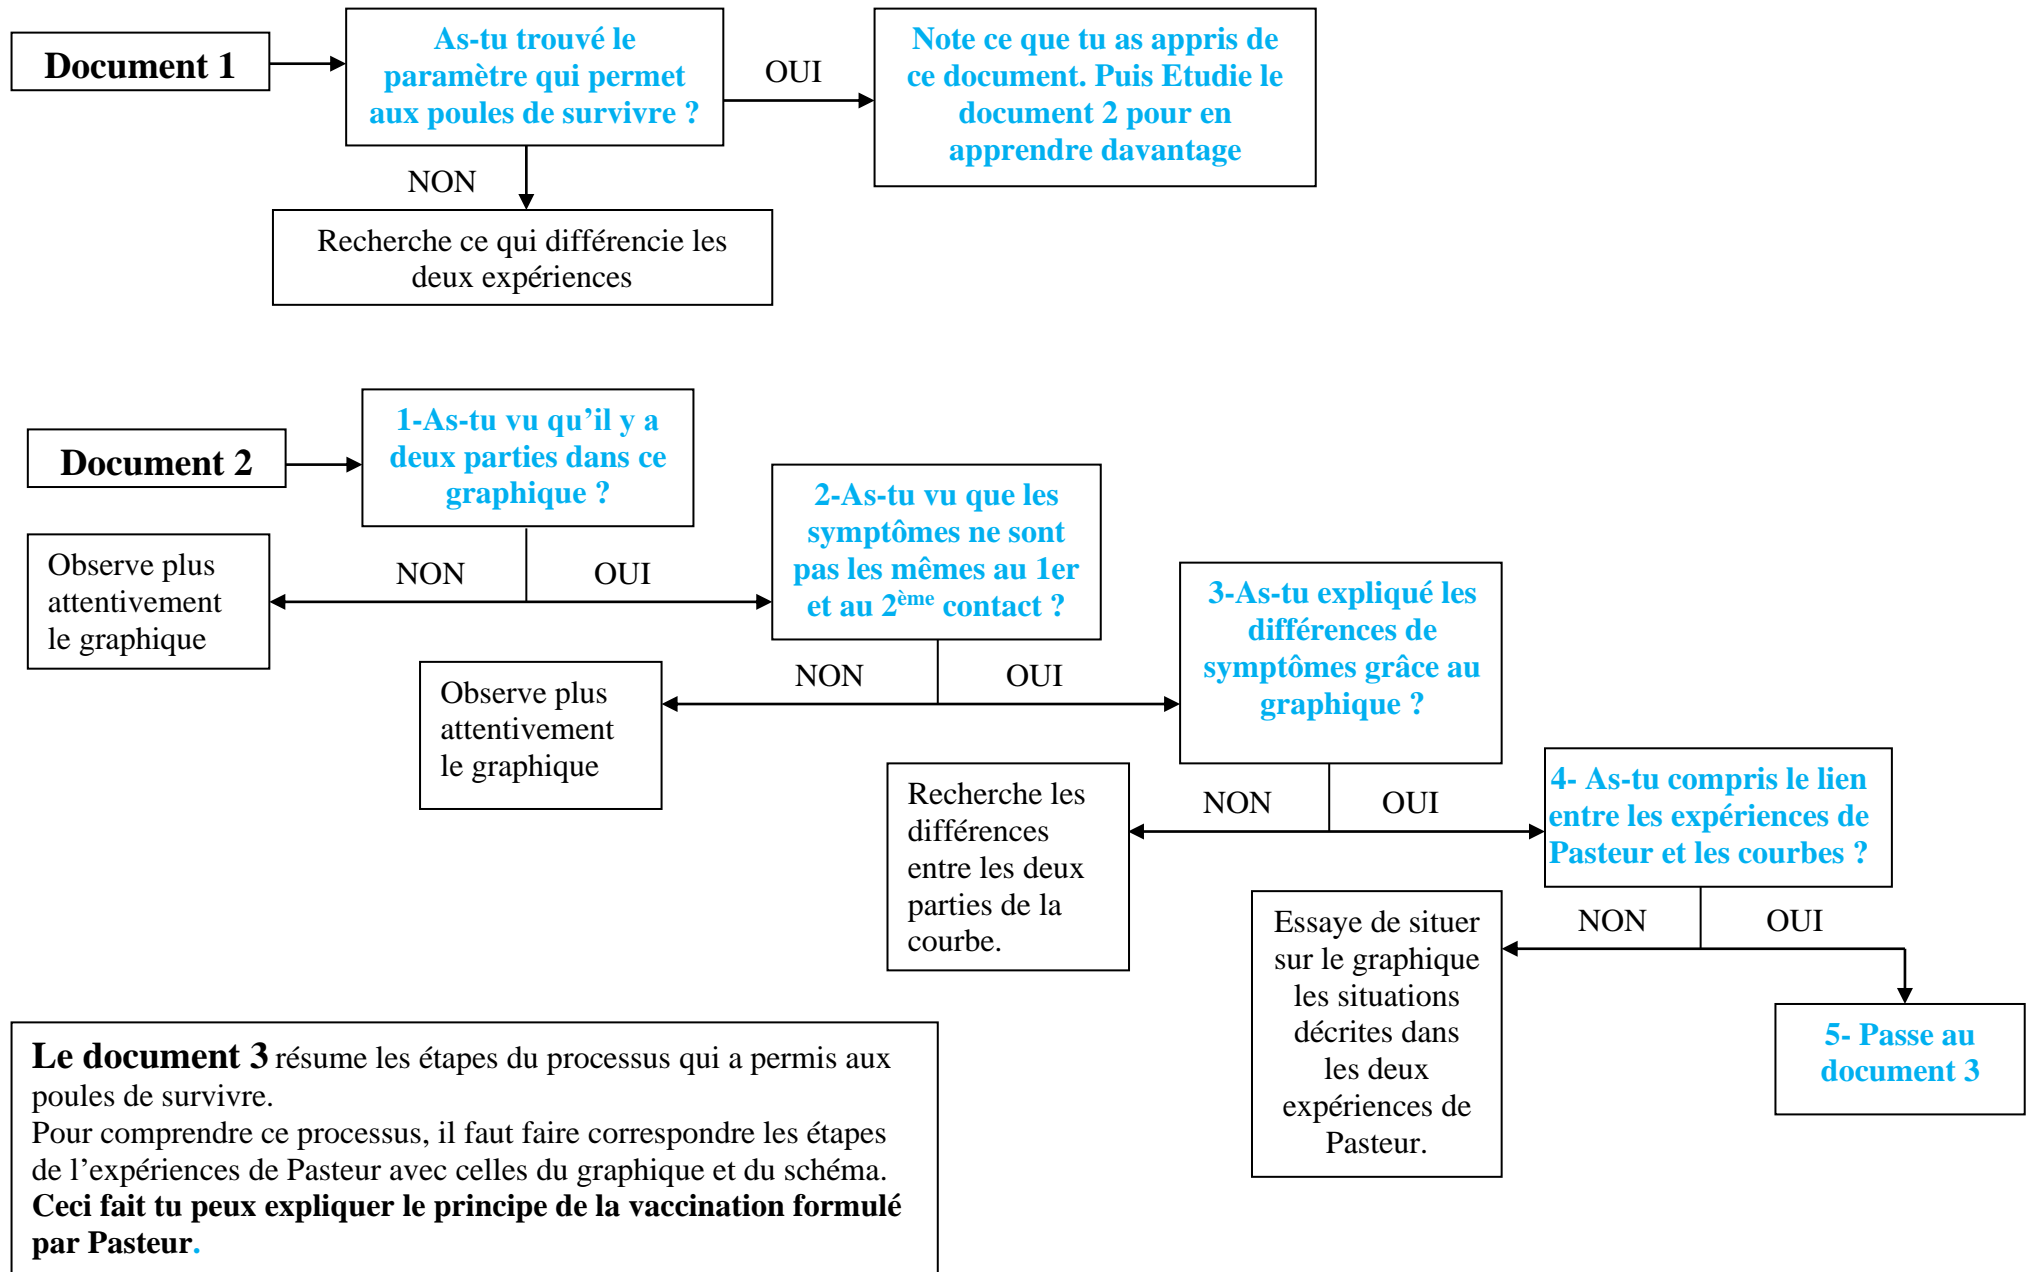 Document 1
As-tu trouvé le
paramètre qui permet
aux poules de survivre ?
OUI
Note ce que tu as appris de
ce document. Puis Etudie le
document 2 pour en
apprendre davantage
NON
Recherche ce qui différencie les
deux expériences
Document 2
1-As-tu vu qu’il y a
deux parties dans ce
graphique ?
NON
OUI
Observe plus
attentivement
le graphique
2-As-tu vu que les
symptômes ne sont
pas les mêmes au 1er
et au 2ème contact ?
NON
OUI
Observe plus
attentivement
le graphique
3-As-tu expliqué les
différences de
symptômes grâce au
graphique ?
NON
OUI
Recherche les
différences
entre les deux
parties de la
courbe.
4- As-tu compris le lien
entre les expériences de
Pasteur et les courbes ?
NON
OUI
Essaye de situer
sur le graphique
les situations
décrites dans
les deux
expériences de
Pasteur.
5- Passe au
document 3
Le document 3 résume les étapes du processus qui a permis aux
poules de survivre.
Pour comprendre ce processus, il faut faire correspondre les étapes
de l’expériences de Pasteur avec celles du graphique et du schéma.
Ceci fait tu peux expliquer le principe de la vaccination formulé
par Pasteur.